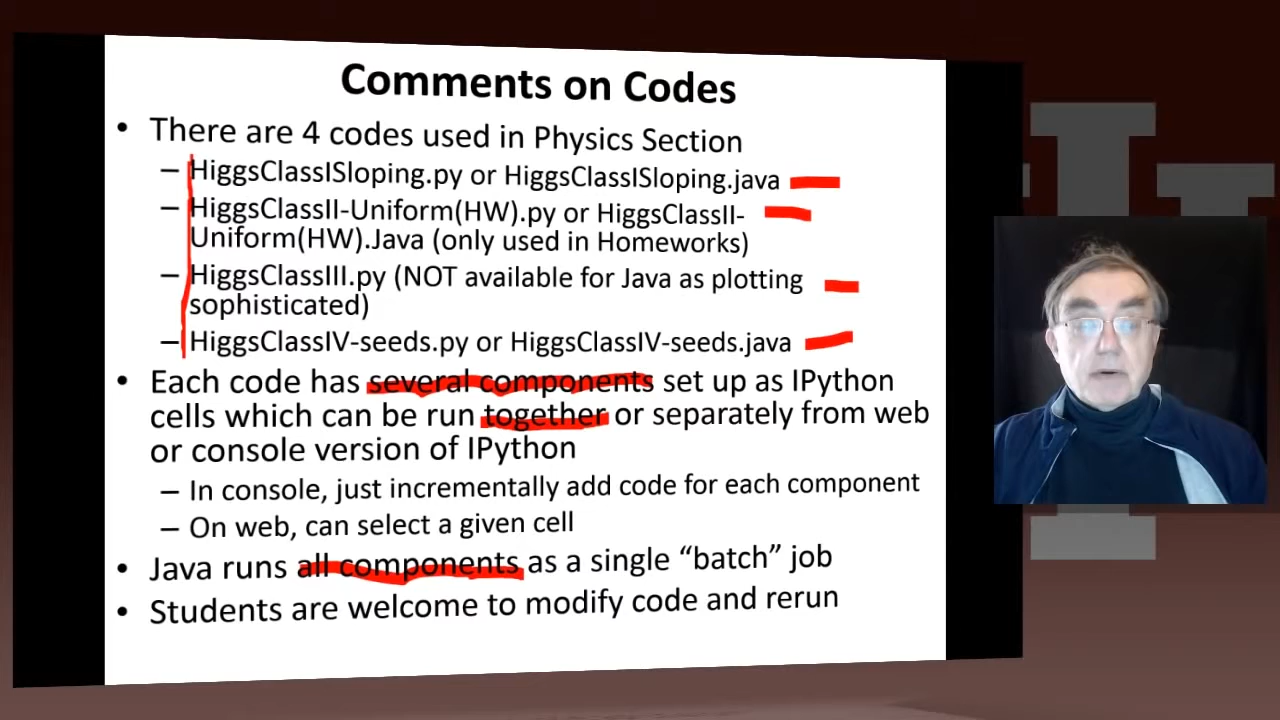 Comments on Codes
• There are 4 codes used in Physics Section
– HiggsClassISloping.py or HiggsClassISloping.java
– HiggsClassII-Uniform(HW).py or HiggsClassII-
Uniform(HW).Java (only used in Homeworks)
– HiggsClassIII.py (NOT available for Java as plotting
sophisticated)
– HiggsClassIV-seeds.py or HiggsClassIV-seeds.java
• Each code has several components set up as IPython
cells which can be run together or separately from web
or console version of IPython
– In console, just incrementally add code for each component
– On web, can select a given cell
• Java runs all components as a single “batch” job
• Students are welcome to modify code and rerun